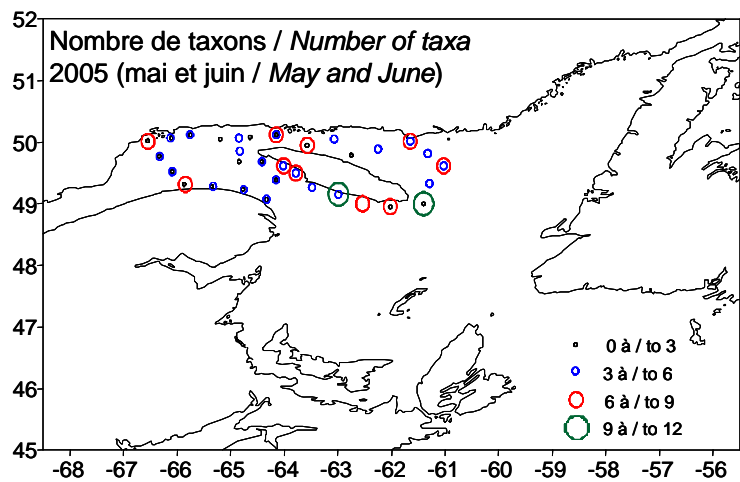 52
Nombre de taxons / Number of taxa
51
2005 (mai et juin / May and June)
50
49
48
47
0 à / to 3
3 à / to 6
46
6 à / to 9
9 à / to 12
45
-68 -67 -66 -65 -64 -63 -62 -61 -60 -59 -58 -57 -56